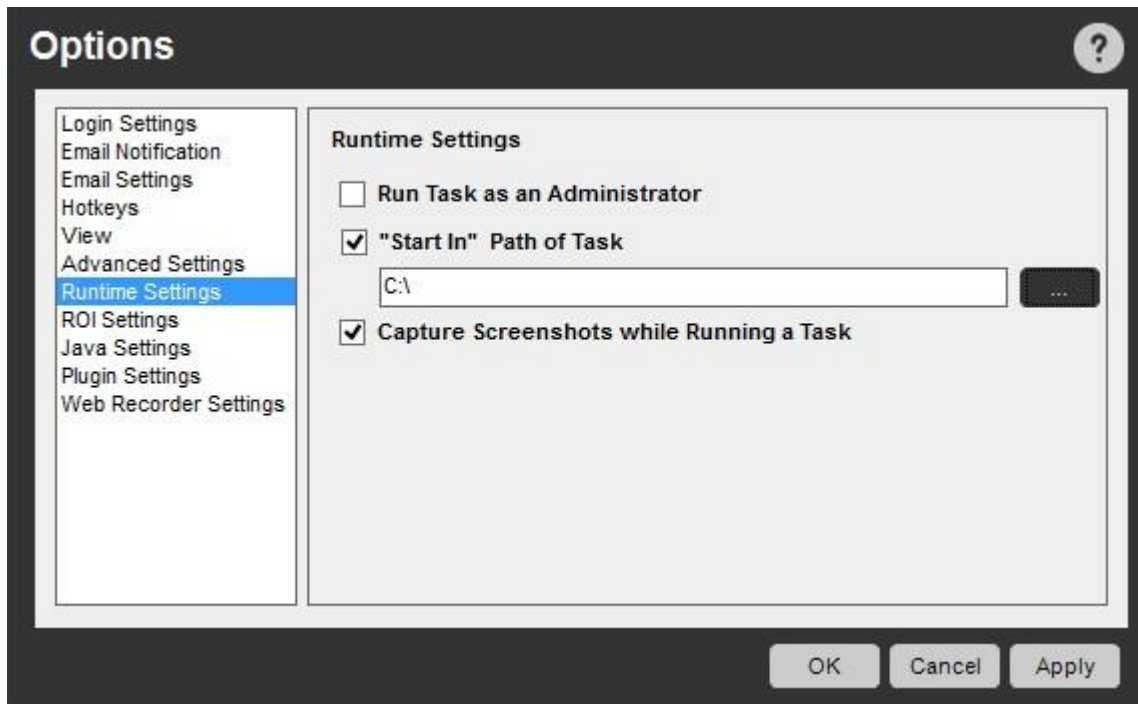 Options
?
Login Settings
Email Notification
Email Settings
Hotkeys
View
Advanced Settings
Runtime Settings
ROI Settings
Java Settings
Plugin Settings
Web Recorder Settings
Runtime Settings
Run Task as an Administrator
"Start In" Path of Task
C:\
...
Capture Screenshots while Running a Task
OK
Cancel
Apply